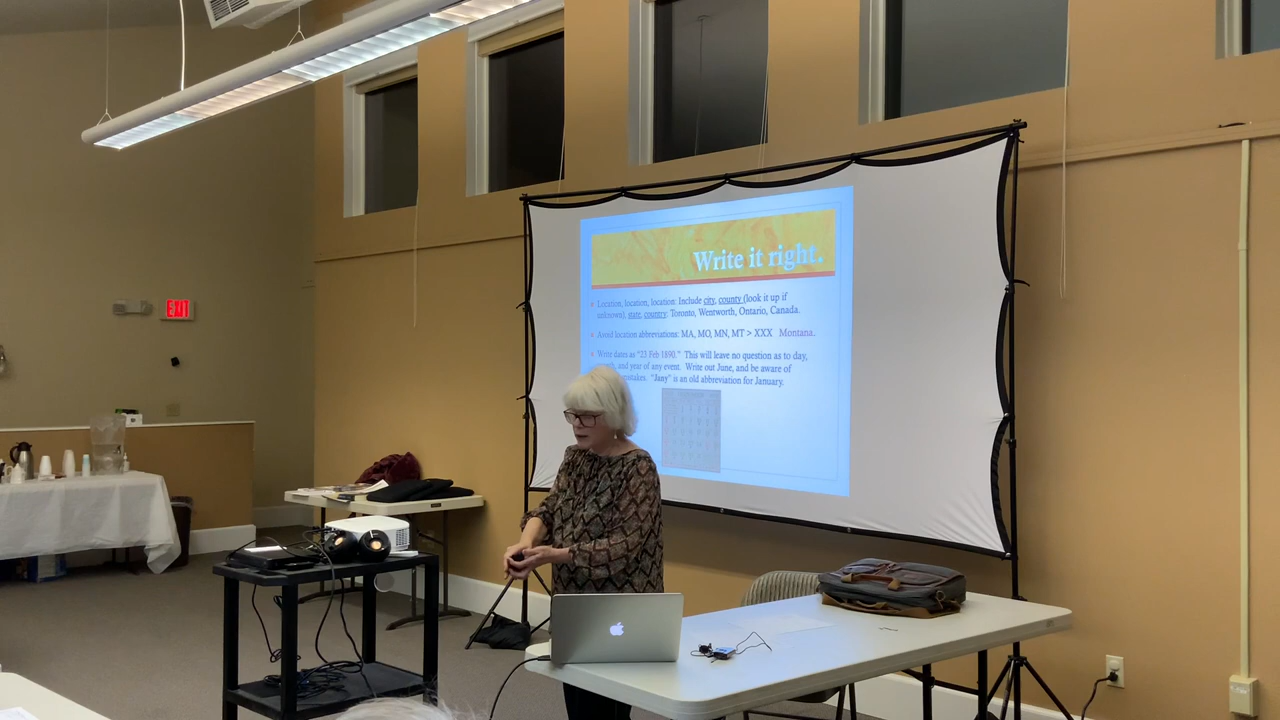 EXIT
Write it right.
Location, location, location: Include city, county (look it up if
unknown), state, country: Toronto, Wentworth, Ontario, Canada.
Avoid location abbreviations: MA, MO, MN, MT > XXX Montana.
Write dates as "23 Feb 1890." This will leave no question as to day,
and year of any event. Write out June, and be aware of
"Jany" is an old abbreviation for January.